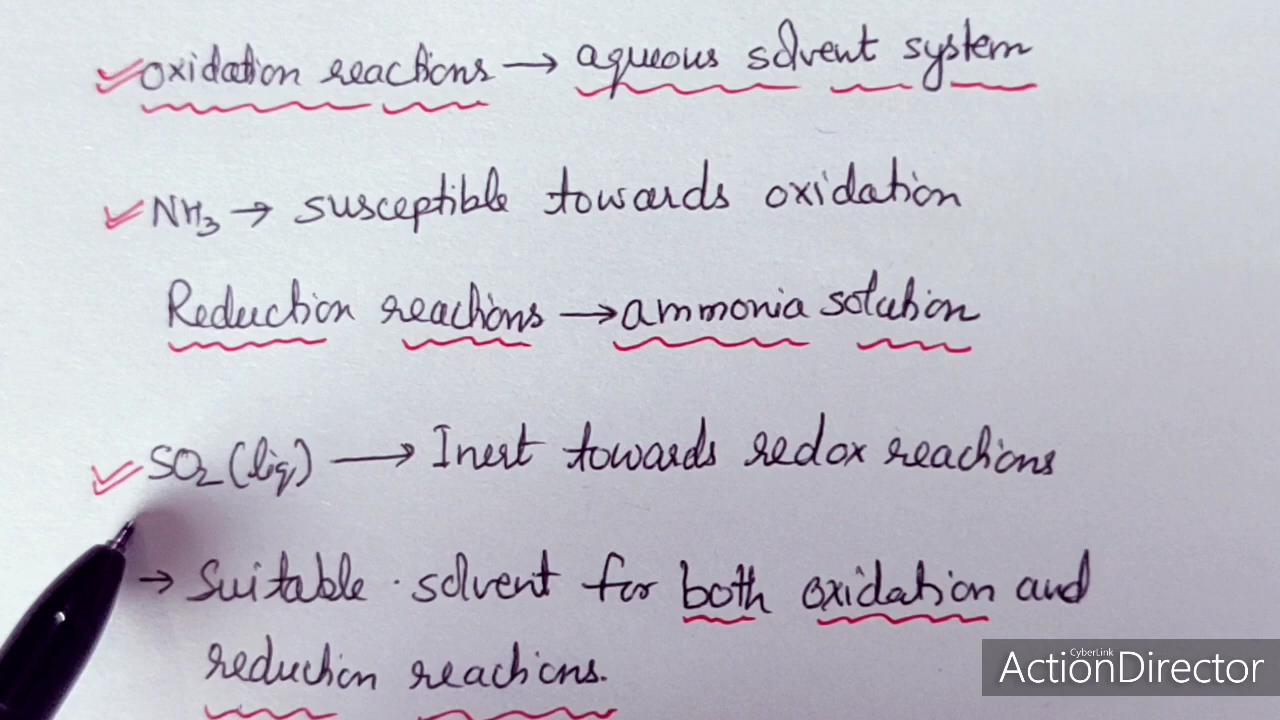 oxidation reactions → aqueous solvent system
NH₃ → susceptible towards oxidation
Reduction reactions → ammonia solution
SO₂ (liq) → Inert towards redox reactions
→ Suitable · solvent for both oxidation and
reduction reactions.
CyberLink
ActionDirector